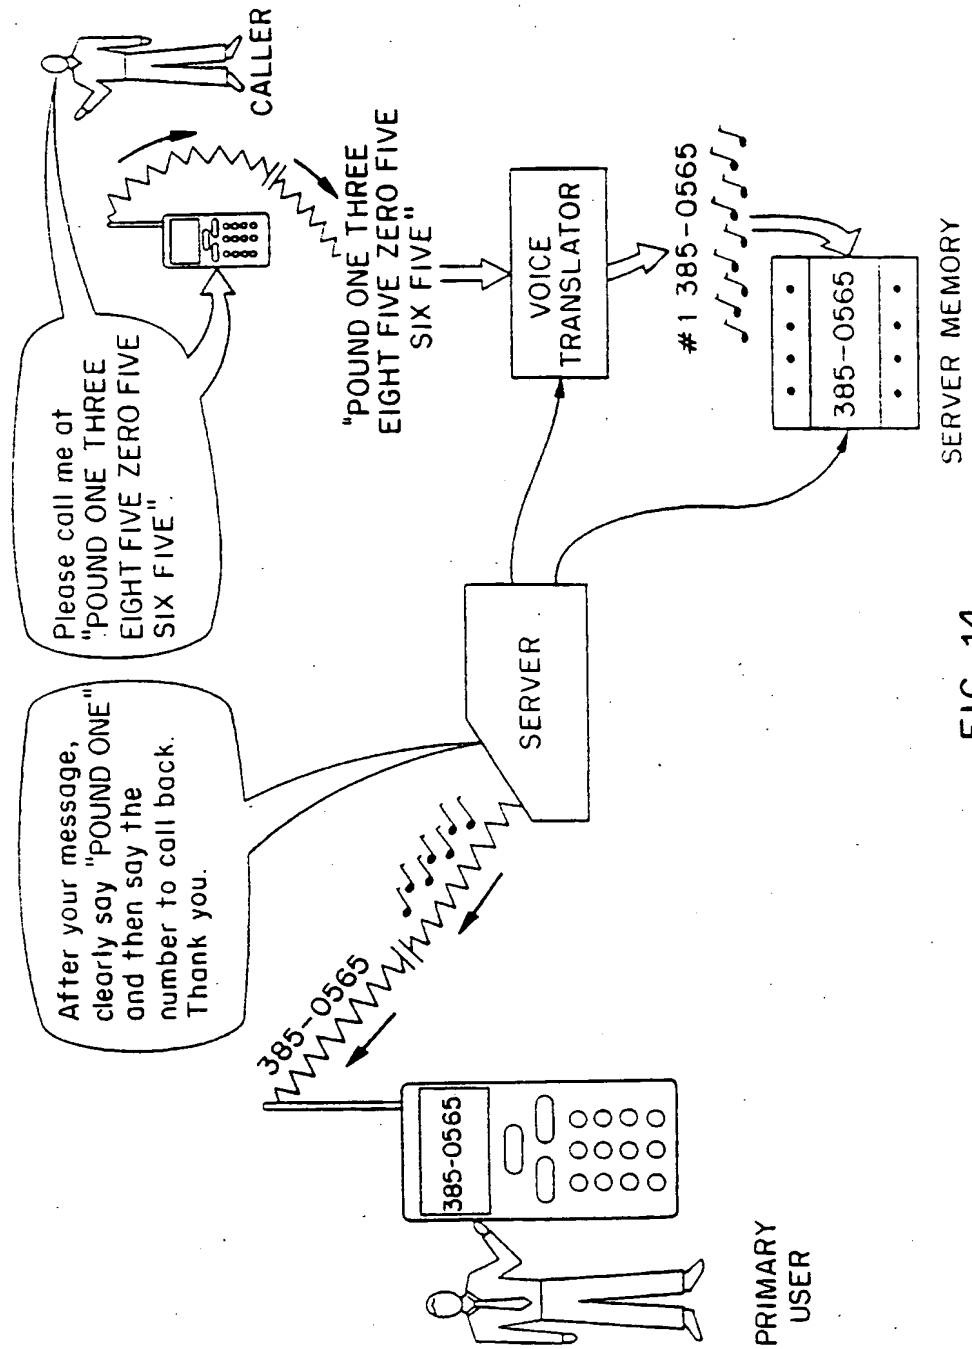 After your message,
clearly say "POUND ONE"
and then say the
number to call back.
Thank you.
Please call me at
"POUND ONE THREE
EIGHT FIVE ZERO FIVE
SIX FIVE".
CALLER
"POUND ONE THREE
EIGHT FIVE ZERO FIVE
SIX FIVE"
385-0565
385-0565
PRIMARY
USER
SERVER
VOICE
TRANSLATOR
#1 385-0565
385-0565
SERVER MEMORY
FIG. 14